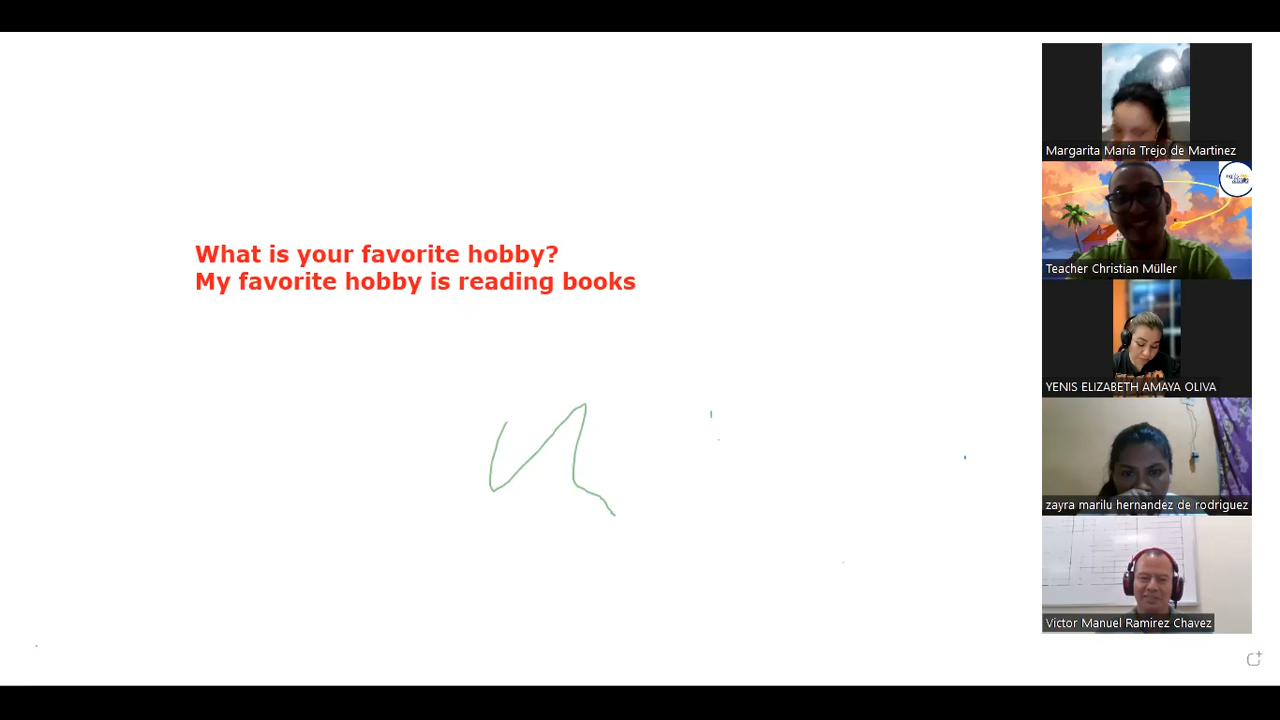 What is your favorite hobby?
My favorite hobby is reading books
Margarita María Trejo de Martinez
Teacher Christian Müller
YENIS ELIZABETH AMAYA OLIVA
zayra marilu hernandez de rodriguez
Victor Manuel Ramirez Chavez